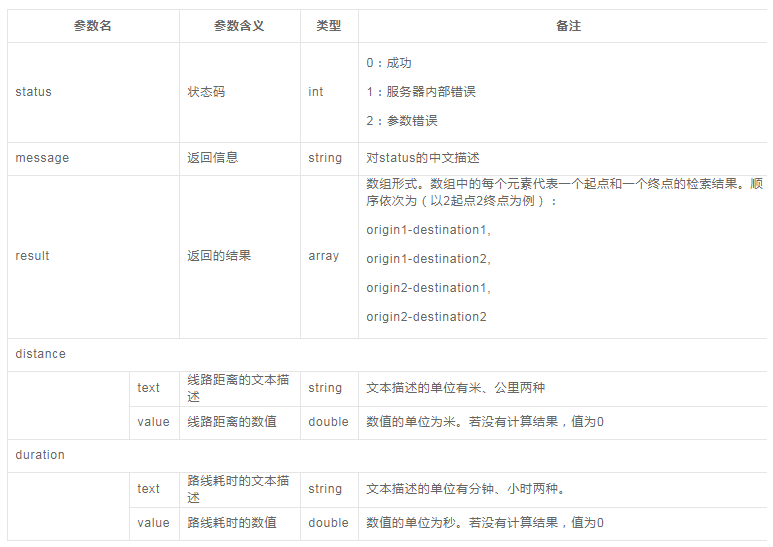 参数名 参数含义 类型 备注
status 状态码 int 0：成功
1：服务器内部错误
2：参数错误
message 返回信息 string 对status的中文描述
result 返回的结果 array 数组形式。数组中的每个元素代表一个起点和一个终点的检索结果。顺
序依次为（以2起点2终点为例）：
origin1-destination1,
origin1-destination2,
origin2-destination1,
origin2-destination2
distance
text 线路距离的文本描
述 string 文本描述的单位有米、公里两种
value 线路距离的数值 double 数值的单位为米。若没有计算结果，值为0
duration
text 路线耗时的文本描
述 string 文本描述的单位有分钟、小时两种。
value 路线耗时的数值 double 数值的单位为秒。若没有计算结果，值为0